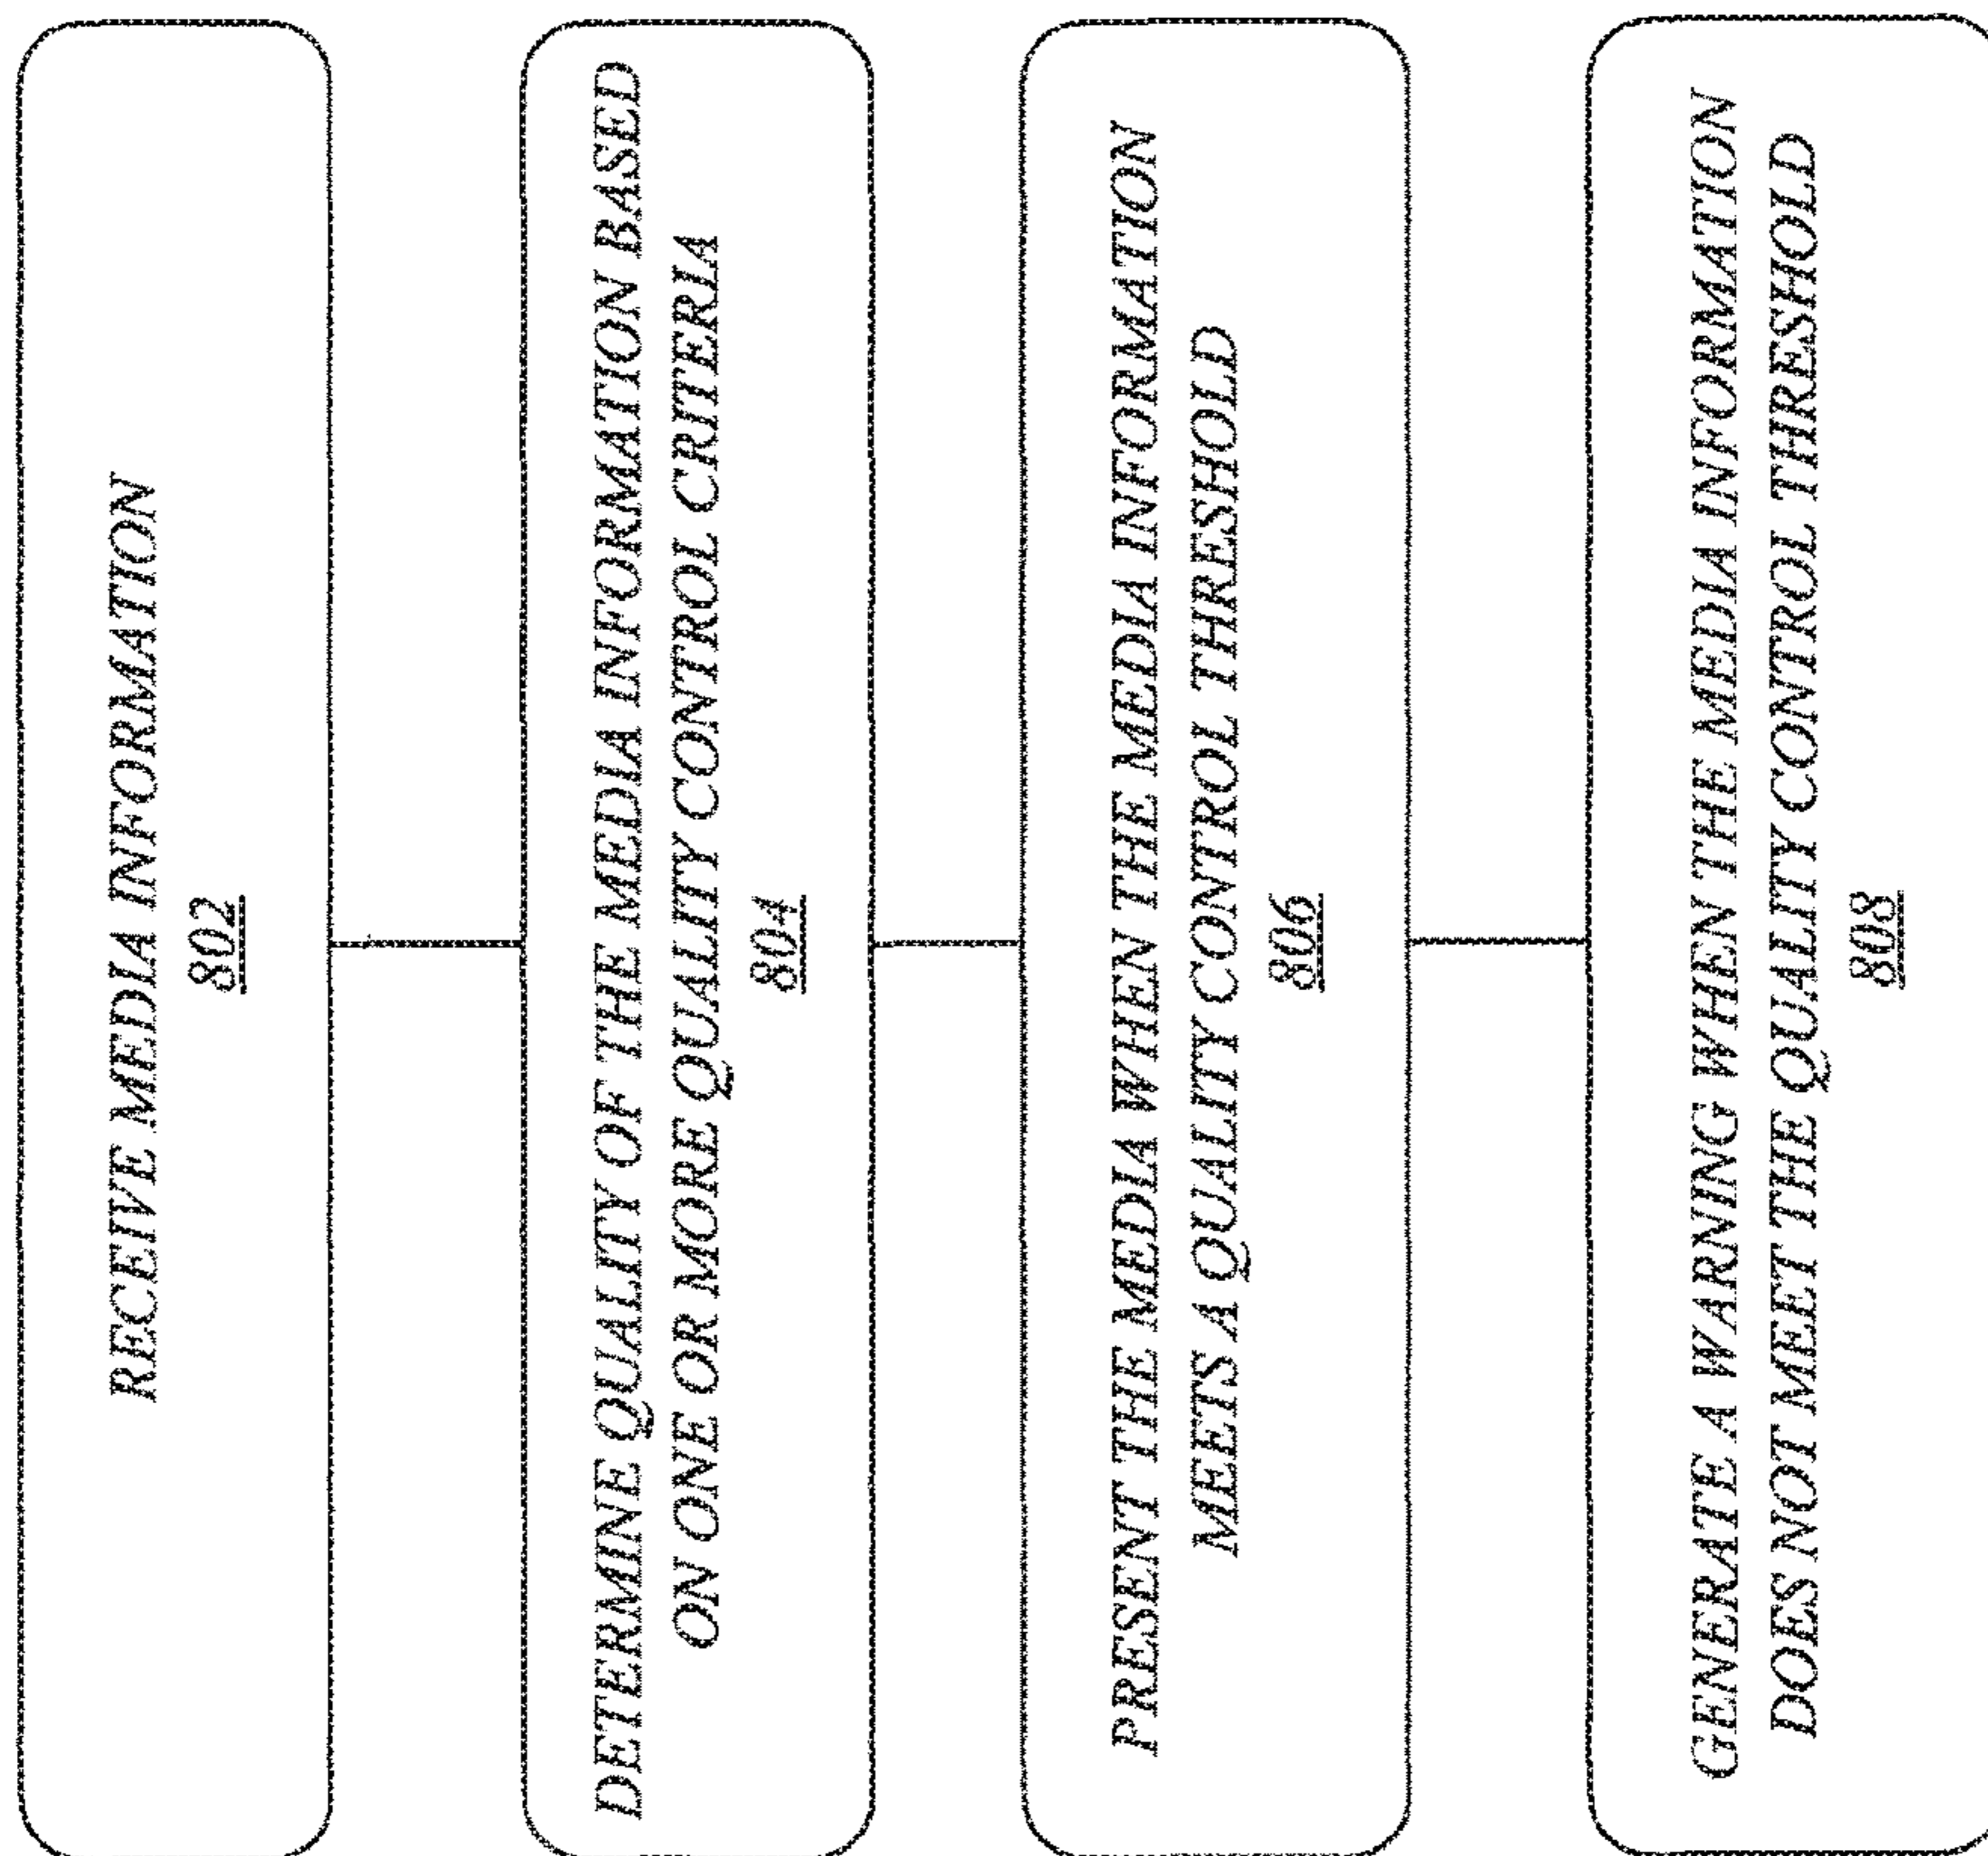 RECEIVE MEDIA INFORMATION
802
DETERMINE QUALITY OF THE MEDIA INFORMATION BASED
ON ONE OR MORE QUALITY CONTROL CRITERIA
804
PRESENT THE MEDIA WHEN THE MEDIA INFORMATION
MEETS A QUALITY CONTROL THRESHOLD
806
GENERATE A WARNING WHEN THE MEDIA INFORMATION
DOES NOT MEET THE QUALITY CONTROL THRESHOLD
808